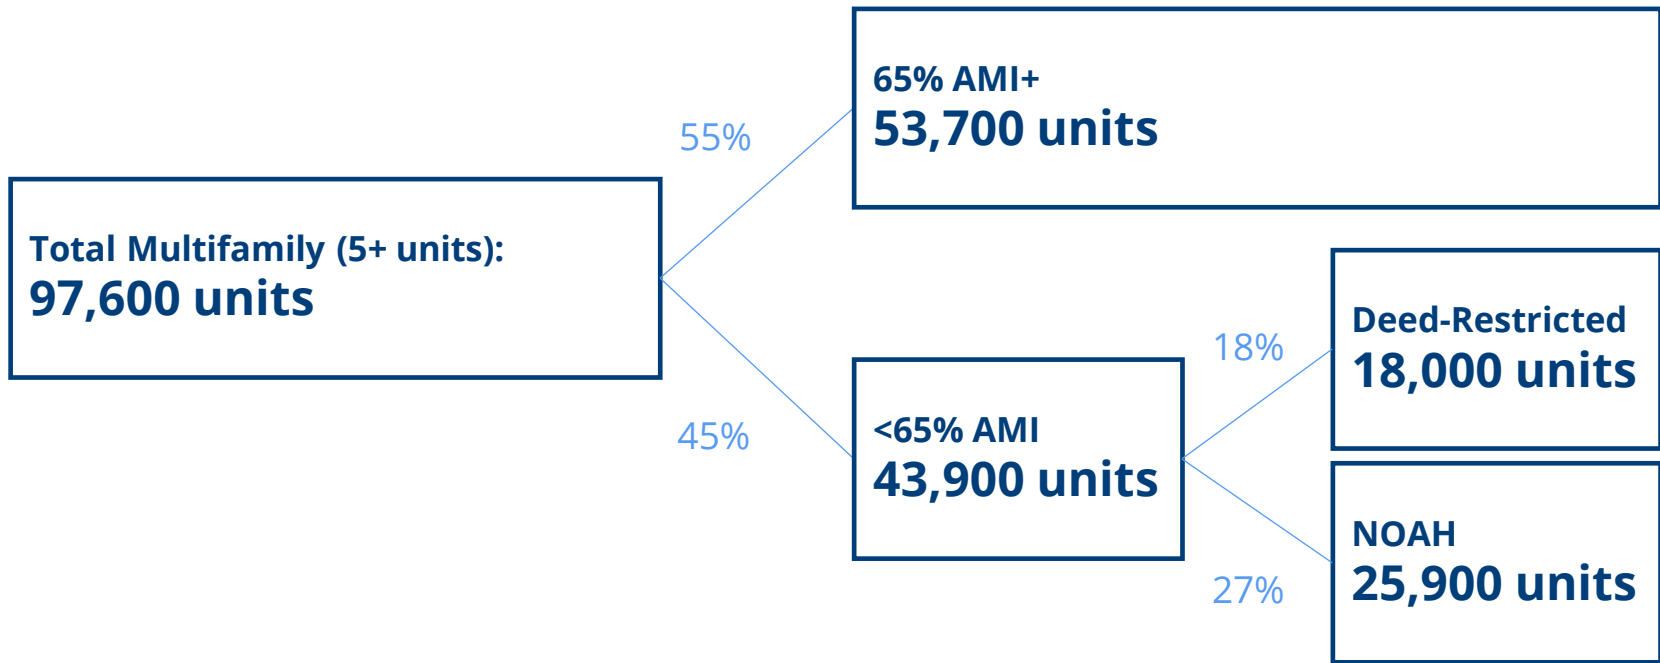 65% AMI+
53,700 units
55%
Total Multifamily (5+ units):
97,600 units
45%
<65% AMI
43,900 units
18%
Deed-Restricted
18,000 units
27%
NOAH
25,900 units